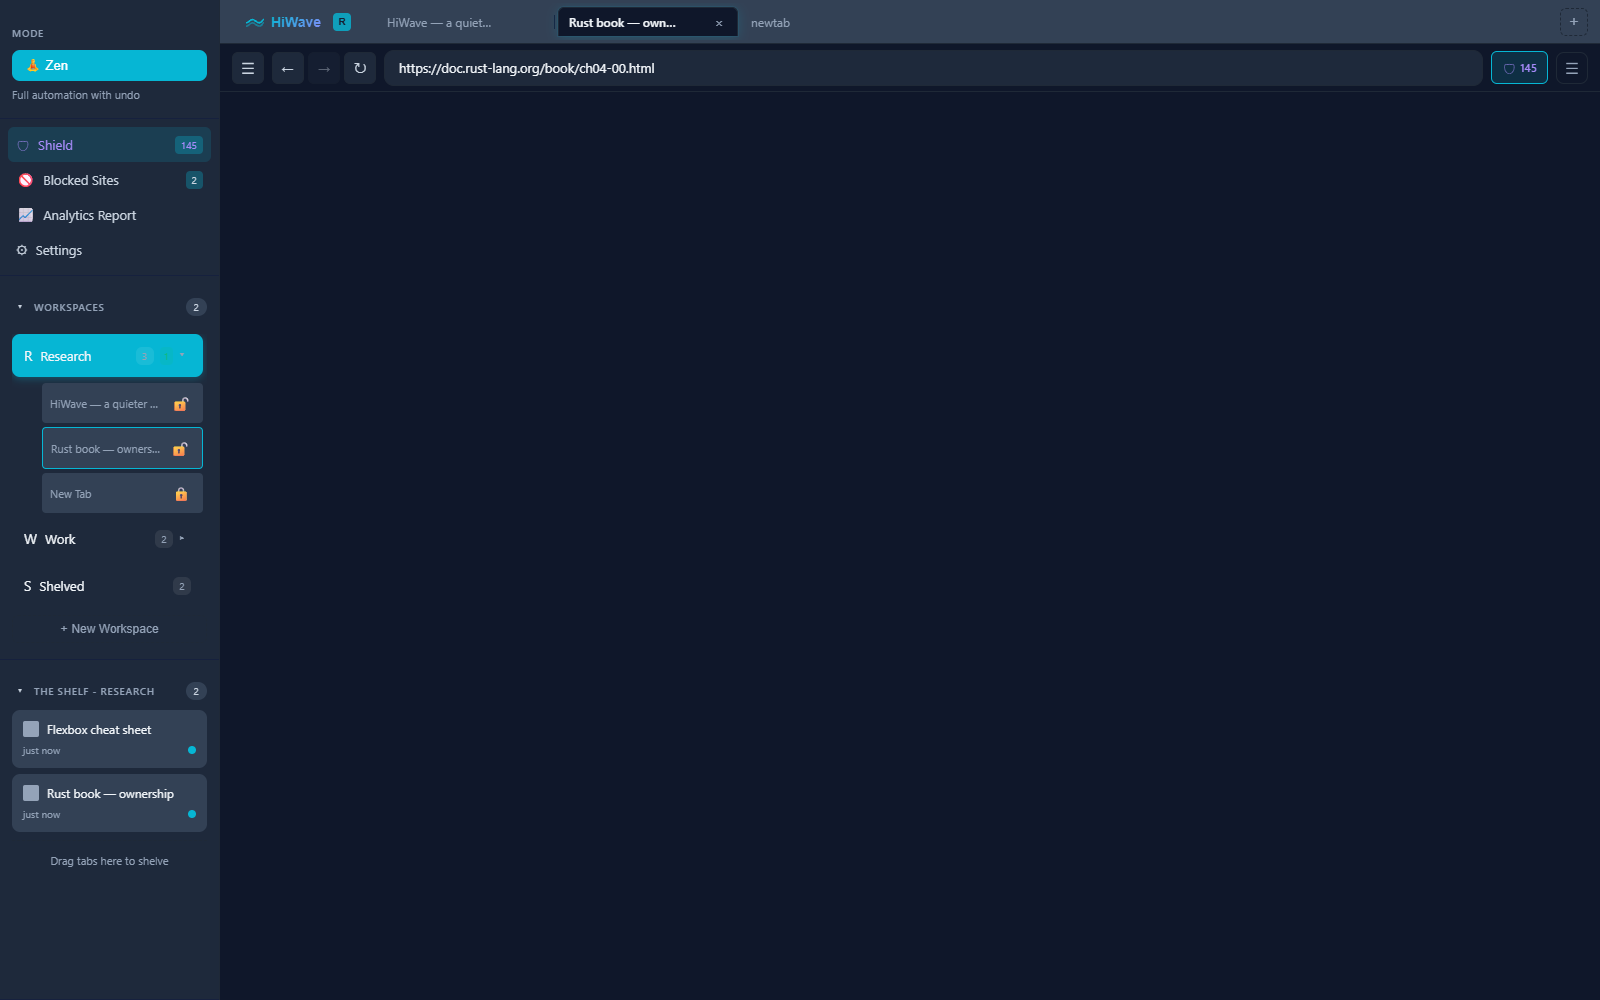 MODE
Zen
Full automation with undo
Shield 145
Blocked Sites 2
Analytics Report
Settings
WORKSPACES 2
R Research 3
HiWave — a quieter ...
Rust book — owners...
New Tab
W Work 2
S Shelved 2
+ New Workspace
THE SHELF - RESEARCH 2
Flexbox cheat sheet
just now
Rust book — ownership
just now
Drag tabs here to shelve
HiWave R
HiWave — a quiet...
Rust book — own... ×
newtab
+
https://doc.rust-lang.org/book/ch04-00.html
145